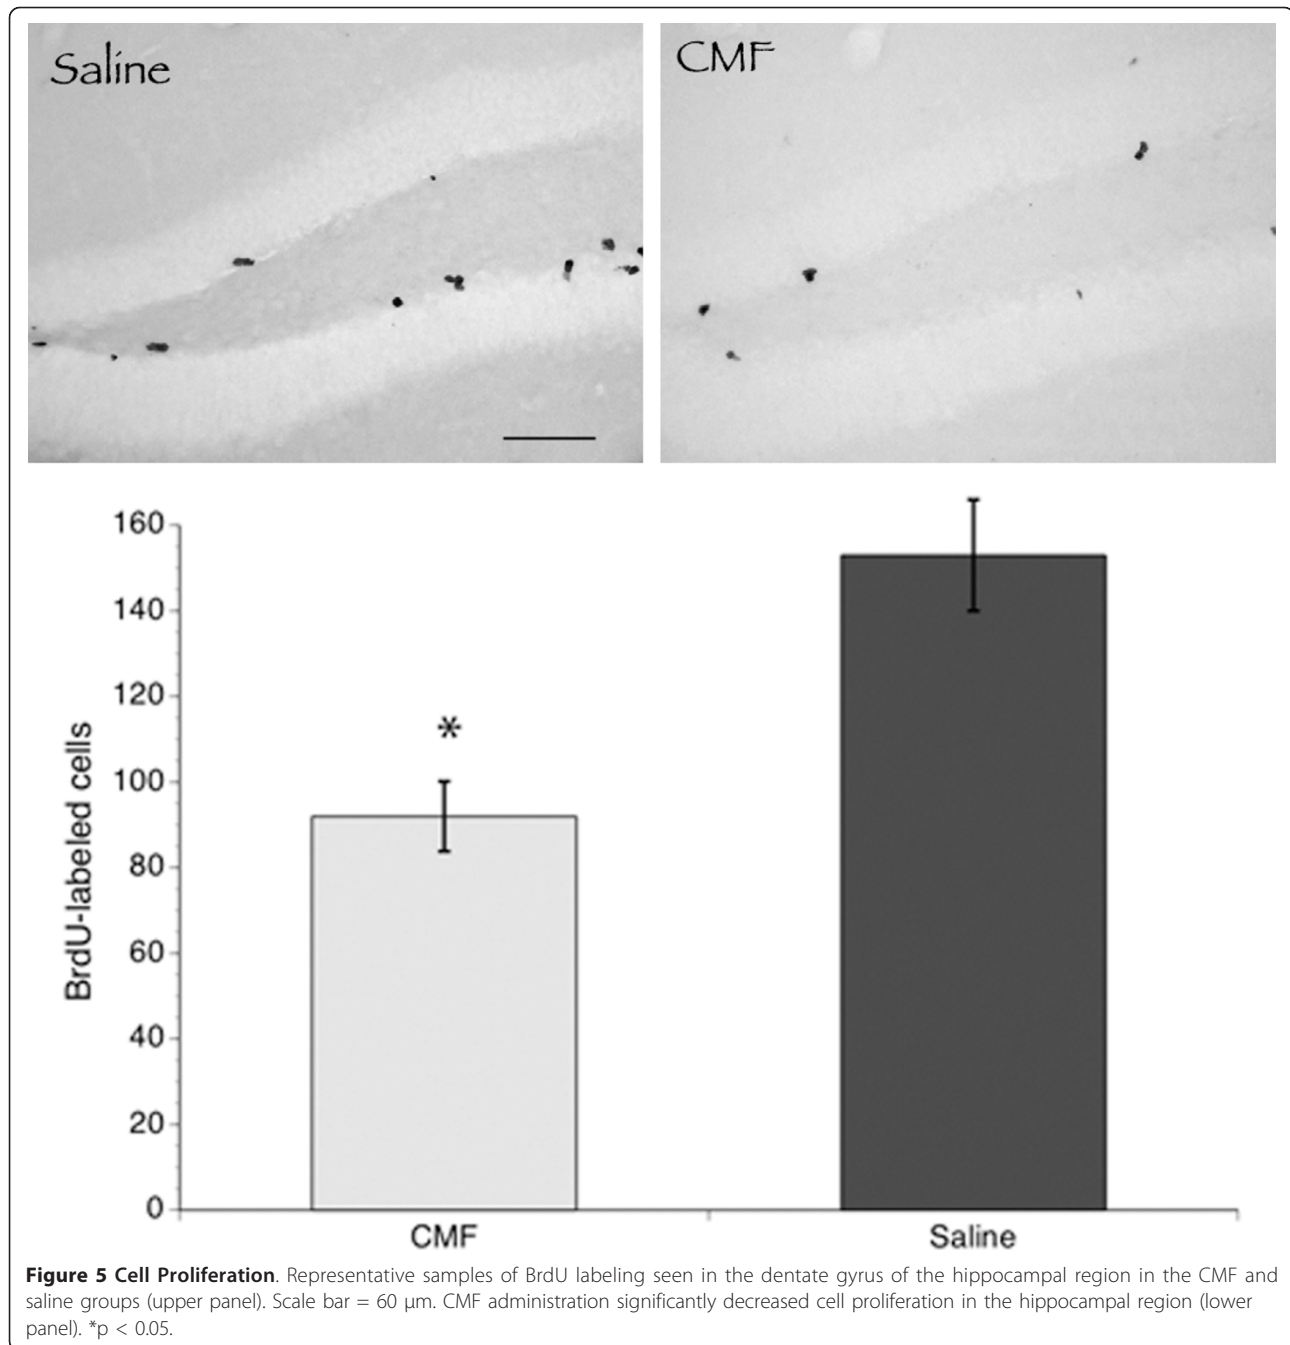 Saline
CMF
160
140
120
100
80
60
40
20
0
BrdU-labeled cells
*
CMF
Saline
Figure 5 Cell Proliferation. Representative samples of BrdU labeling seen in the dentate gyrus of the hippocampal region in the CMF and
saline groups (upper panel). Scale bar = 60 μm. CMF administration significantly decreased cell proliferation in the hippocampal region (lower
panel). *p < 0.05.